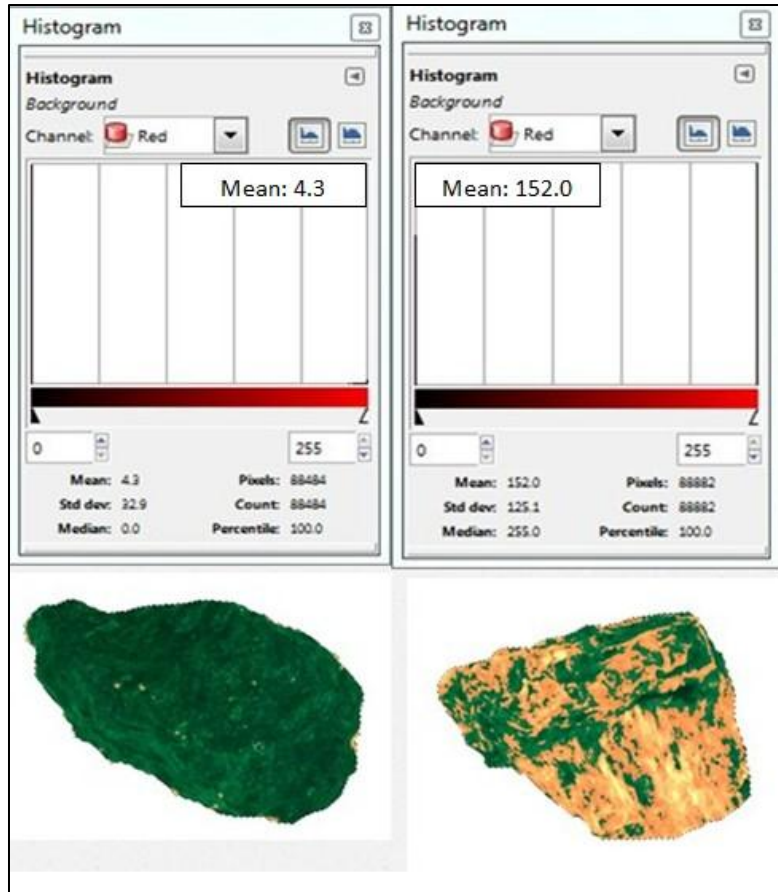 Histogram
Histogram
Background
Channel: Red
Mean: 4.3
0 255
Mean: 4.3 Pixels: 88484
Std dev: 32.9 Count: 88484
Median: 0.0 Percentile: 100.0
Histogram
Histogram
Background
Channel: Red
Mean: 152.0
0 255
Mean: 152.0 Pixels: 88882
Std dev: 125.1 Count: 88882
Median: 255.0 Percentile: 100.0